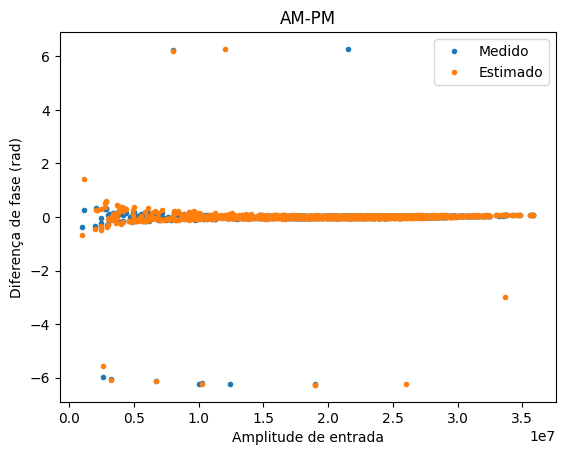 AM-PM
Medido
Estimado
Diferença de fase (rad)
6
4
2
0
−2
−4
−6
0.0 0.5 1.0 1.5 2.0 2.5 3.0 3.5
1e7
Amplitude de entrada